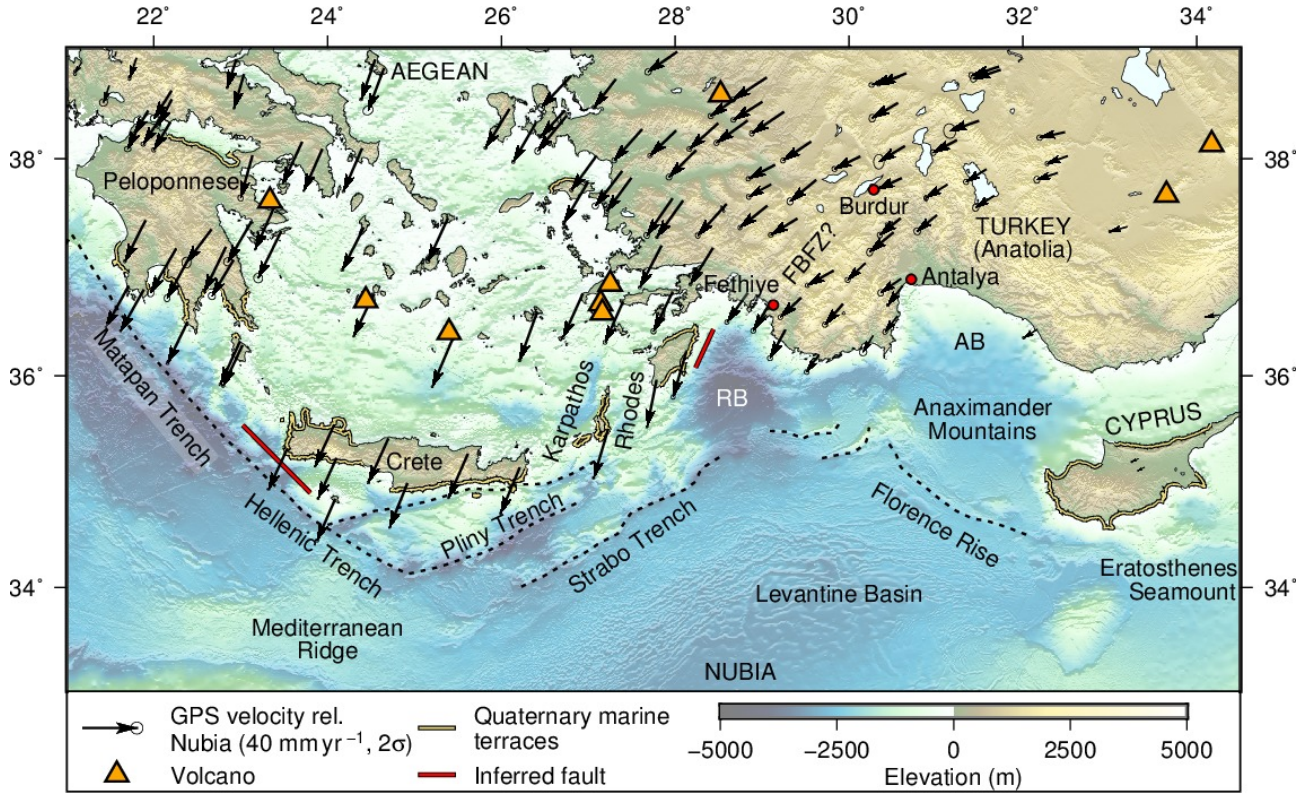 22° 24° 26° 28° 30° 32° 34°
AEGEAN
38° 38°
Peloponnese
Burdur
TURKEY
(Anatolia)
FBFZ?
Fethiye
Antalya
36° 36°
AB
RB
Matapan Trench
Karpathos
Rhodes
Anaximander
Mountains
CYPRUS
Crete
Hellenic Trench
Pliny Trench
Strabo Trench
Florence Rise
34° 34°
Eratosthenes
Seamount
Levantine Basin
Mediterranean
Ridge
NUBIA
GPS velocity rel.
Nubia (40 mm yr⁻¹, 2σ)
Volcano
Quaternary marine
terraces
Inferred fault
−5000 −2500 0 2500 5000
Elevation (m)